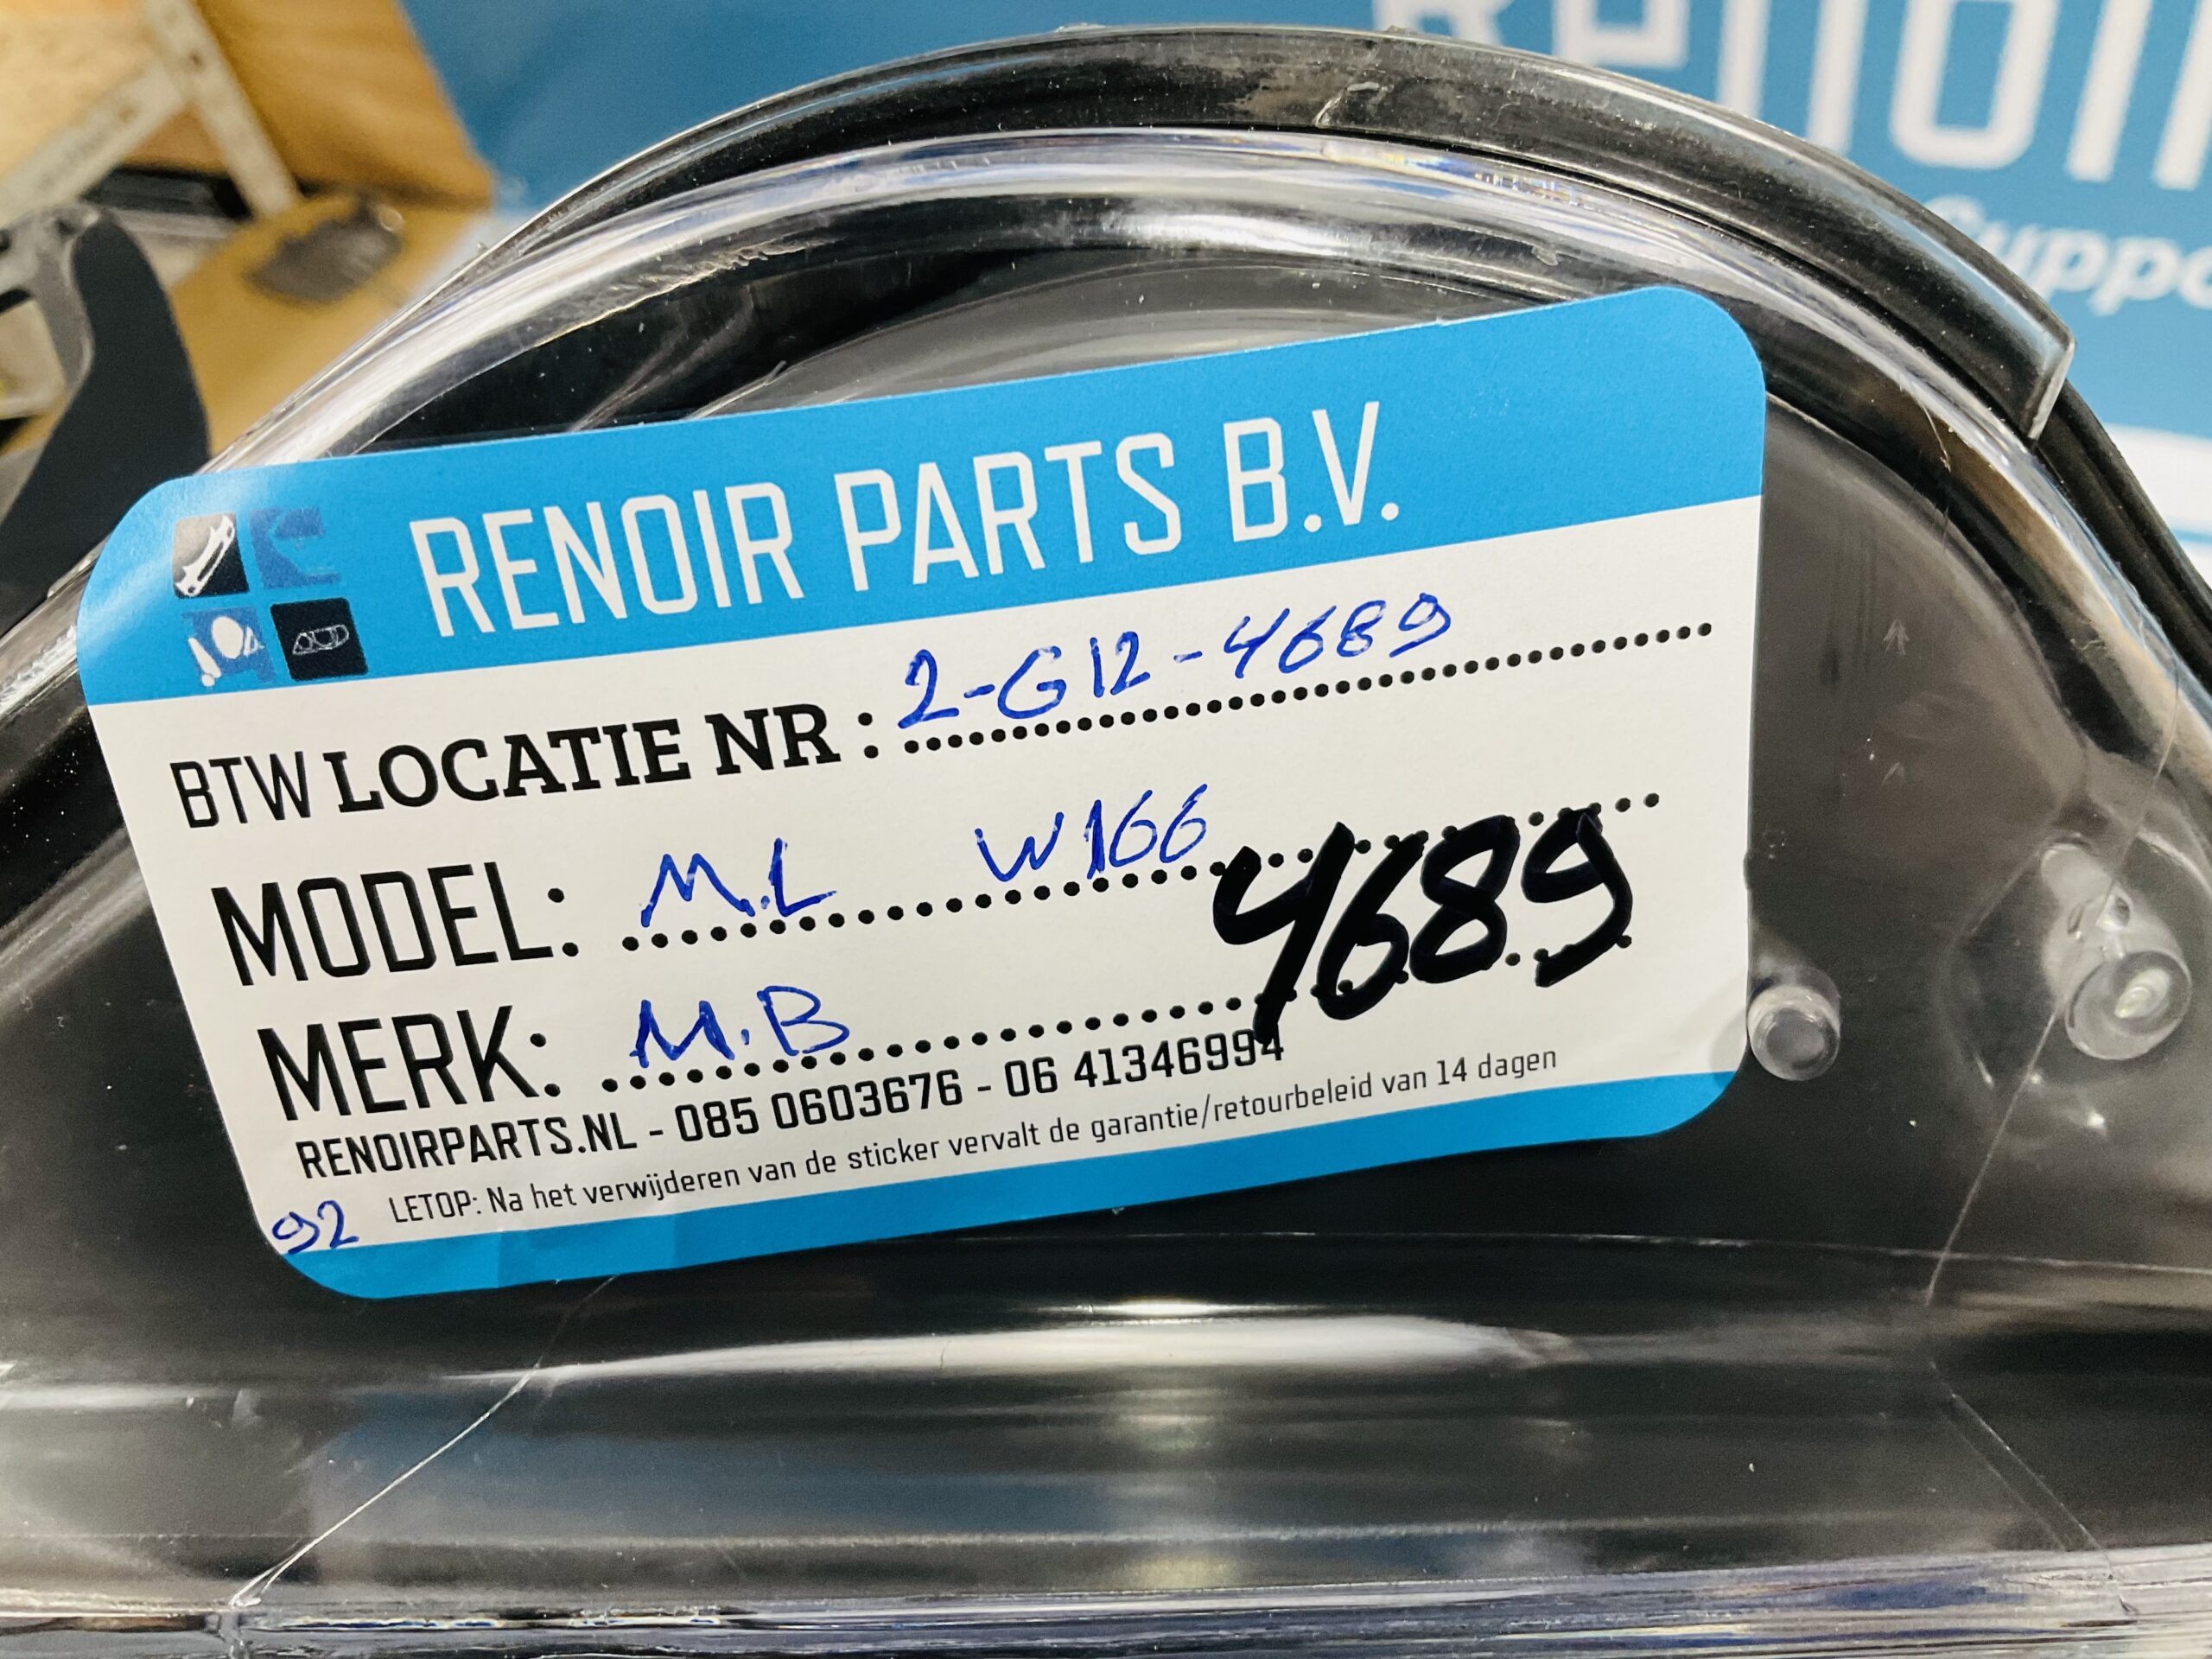 RENOIR PARTS B.V.
BTW LOCATIE NR : 2-G12-4689
MODEL: M.L W166
4689
MERK: M.B
RENOIRPARTS.NL - 085 0603676 - 06 41346994
LETOP: Na het verwijderen van de sticker vervalt de garantie/retourbeleid van 14 dagen
92